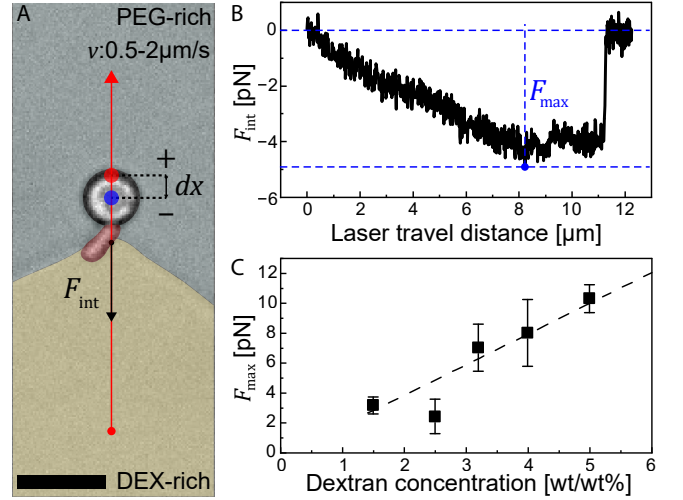 A
PEG-rich
v:0.5-2µm/s
+
dx
−
F_int
DEX-rich
B
F_int [pN]
0
−2
−4
−6
F_max
0 2 4 6 8 10 12
Laser travel distance [µm]
C
F_max [pN]
12
10
8
6
4
2
0
0 1 2 3 4 5 6
Dextran concentration [wt/wt%]